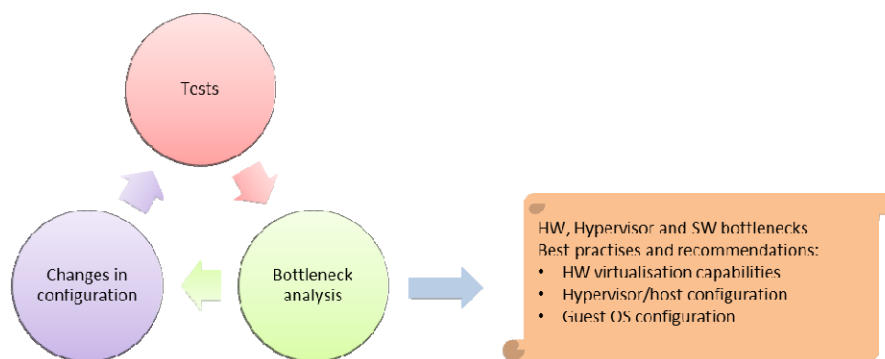 Tests
Changes in
configuration
Bottleneck
analysis
HW, Hypervisor and SW bottlenecks
Best practises and recommendations:
• HW virtualisation capabilities
• Hypervisor/host configuration
• Guest OS configuration